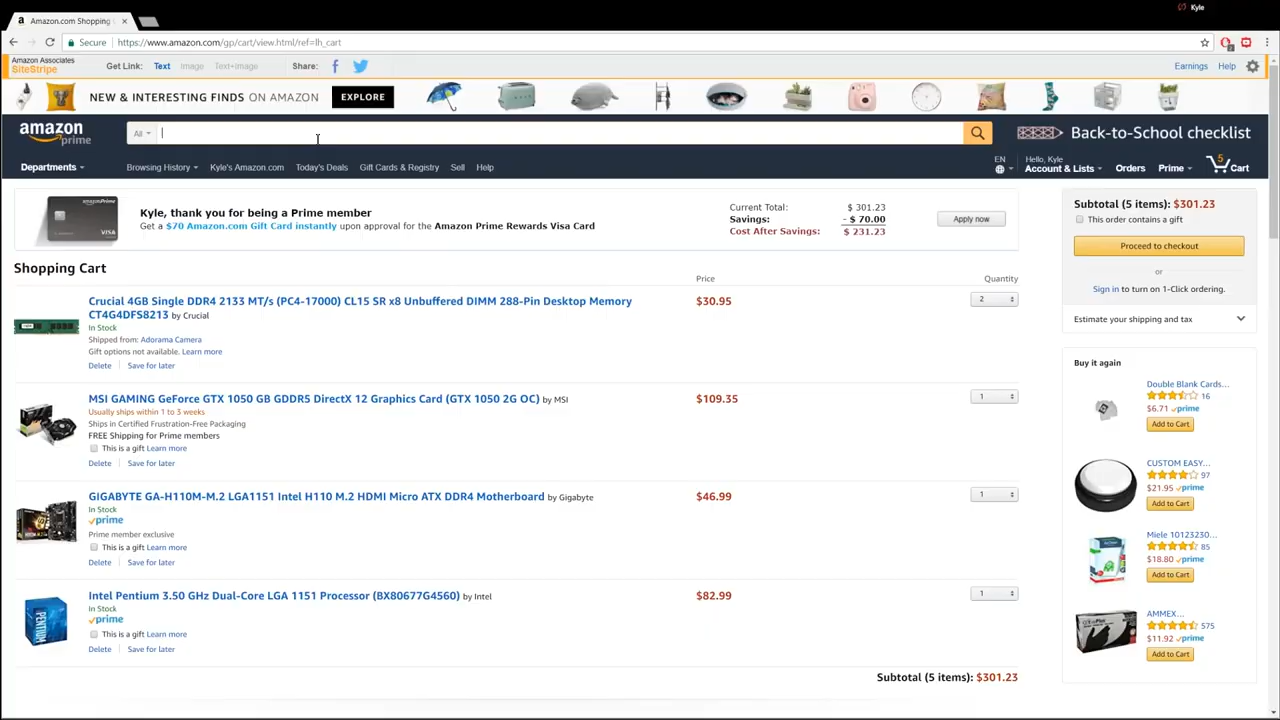 Kyle
Amazon.com Shopping
Secure https://www.amazon.com/gp/cart/view.html/ref=lh_cart
Amazon Associates
SiteStripe
Get Link: Text Image Text+Image Share:
Earnings Help
NEW & INTERESTING FINDS ON AMAZON EXPLORE
amazon
prime
All
Back-to-School checklist
Departments
Browsing History Kyle's Amazon.com Today's Deals Gift Cards & Registry Sell Help
EN
Hello, Kyle
Account & Lists Orders Prime 5 Cart
amazonPrime
VISA
Kyle, thank you for being a Prime member
Get a $70 Amazon.com Gift Card instantly upon approval for the Amazon Prime Rewards Visa Card
Current Total: $ 301.23
Savings: - $ 70.00
Cost After Savings: $ 231.23
Apply now
Subtotal (5 items): $301.23
This order contains a gift
Proceed to checkout
or
Sign in to turn on 1-Click ordering.
Estimate your shipping and tax
Shopping Cart
Price Quantity
Crucial 4GB Single DDR4 2133 MT/s (PC4-17000) CL15 SR x8 Unbuffered DIMM 288-Pin Desktop Memory
CT4G4DFS8213 by Crucial
$30.95 2
In Stock
Shipped from: Adorama Camera
Gift options not available. Learn more
Delete Save for later
MSI GAMING GeForce GTX 1050 GB GDDR5 DirectX 12 Graphics Card (GTX 1050 2G OC) by MSI
$109.35 1
Usually ships within 1 to 3 weeks
Ships in Certified Frustration-Free Packaging
FREE Shipping for Prime members
This is a gift Learn more
Delete Save for later
GIGABYTE GA-H110M-M.2 LGA1151 Intel H110 M.2 HDMI Micro ATX DDR4 Motherboard by Gigabyte
$46.99 1
In Stock
prime
Prime member exclusive
This is a gift Learn more
Delete Save for later
Intel Pentium 3.50 GHz Dual-Core LGA 1151 Processor (BX80677G4560) by Intel
$82.99 1
In Stock
prime
PENTIUM
This is a gift Learn more
Delete Save for later
Subtotal (5 items): $301.23
Buy it again
Double Blank Cards...
16
$6.71 prime
Add to Cart
CUSTOM EASY...
97
$21.95 prime
Add to Cart
Miele 10123230...
85
$18.80 prime
Add to Cart
AMMEX...
575
$11.92 prime
Add to Cart